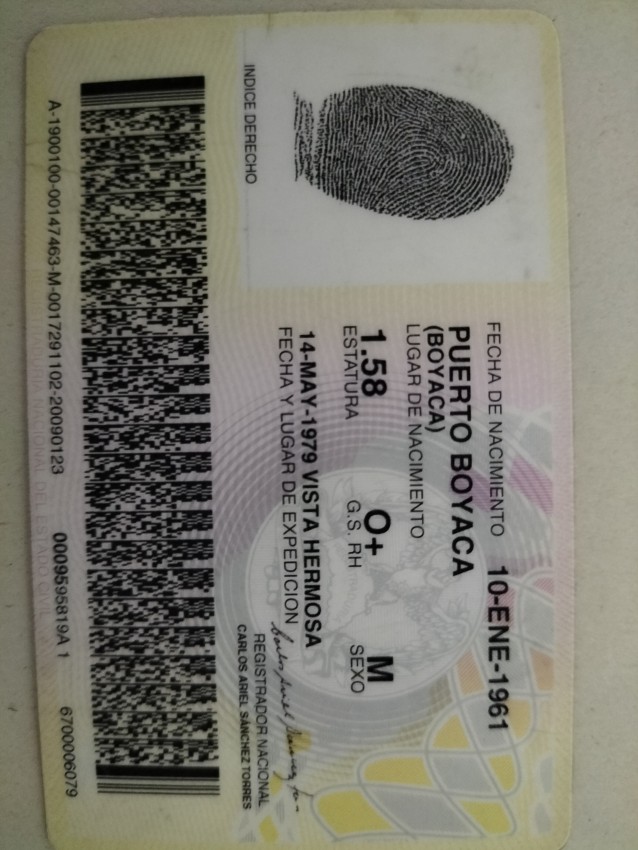 FECHA DE NACIMIENTO 10-ENE-1961
PUERTO BOYACA
(BOYACA)
LUGAR DE NACIMIENTO
1.58 O+ M
ESTATURA G.S. RH SEXO
14-MAY-1979 VISTA HERMOSA
FECHA Y LUGAR DE EXPEDICION
INDICE DERECHO
REGISTRADOR NACIONAL
CARLOS ARIEL SÁNCHEZ TORRES
A-1900100-00147463-M-0017291102-20090123 0009595819A 1 6700006079